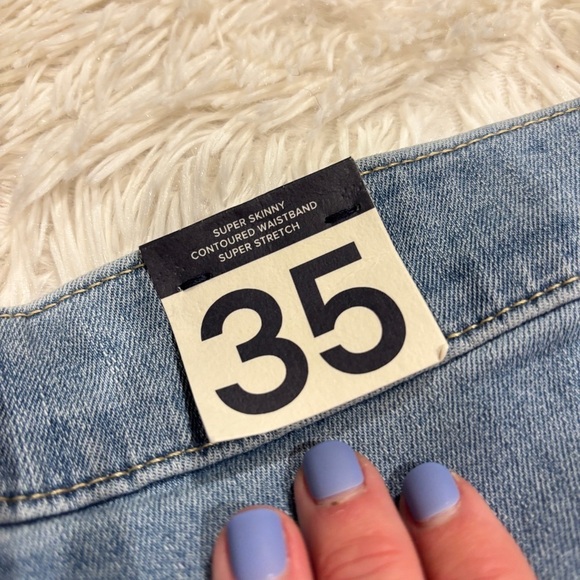 SUPER SKINNY
CONTOURED WAISTBAND
SUPER STRETCH
35